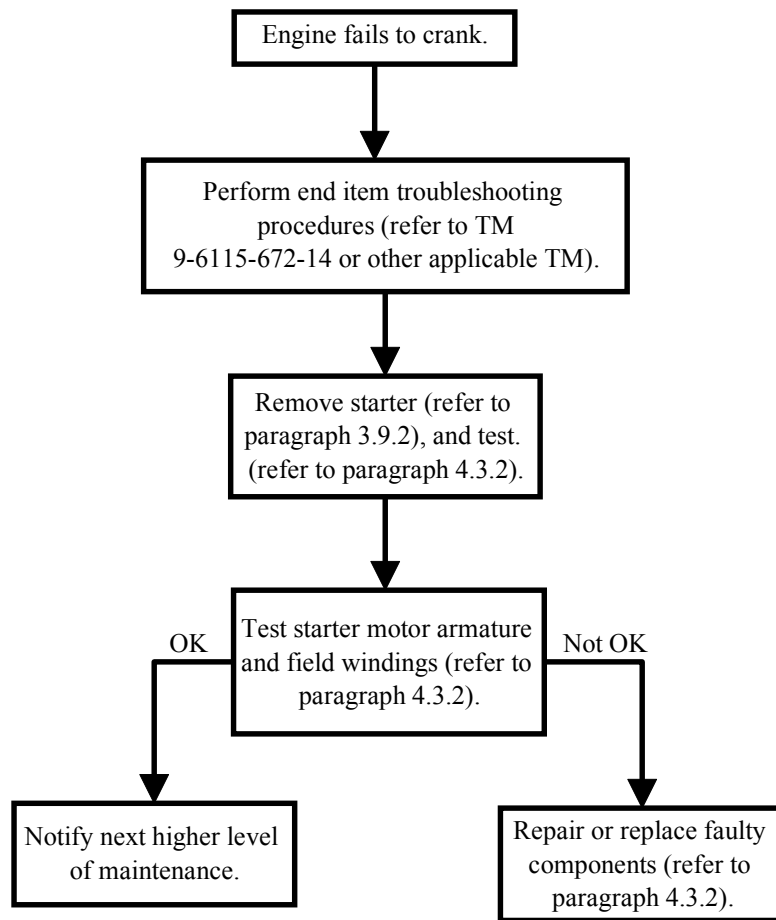 Engine fails to crank.
Perform end item troubleshooting
procedures (refer to TM
9-6115-672-14 or other applicable TM).
Remove starter (refer to
paragraph 3.9.2), and test.
(refer to paragraph 4.3.2).
Test starter motor armature
and field windings (refer to
paragraph 4.3.2).
OK
Not OK
Notify next higher level
of maintenance.
Repair or replace faulty
components (refer to
paragraph 4.3.2).